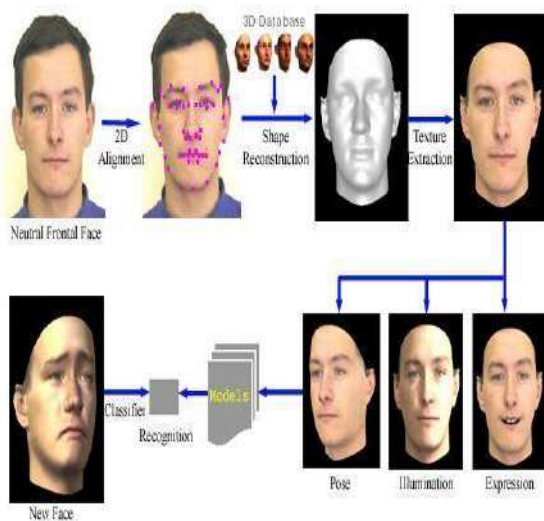 3D Database
2D
Alignment
Shape
Reconstruction
Texture
Extraction
Neutral Frontal Face
Models
Classifier
Recognition
New Face
Pose
Illumination
Expression